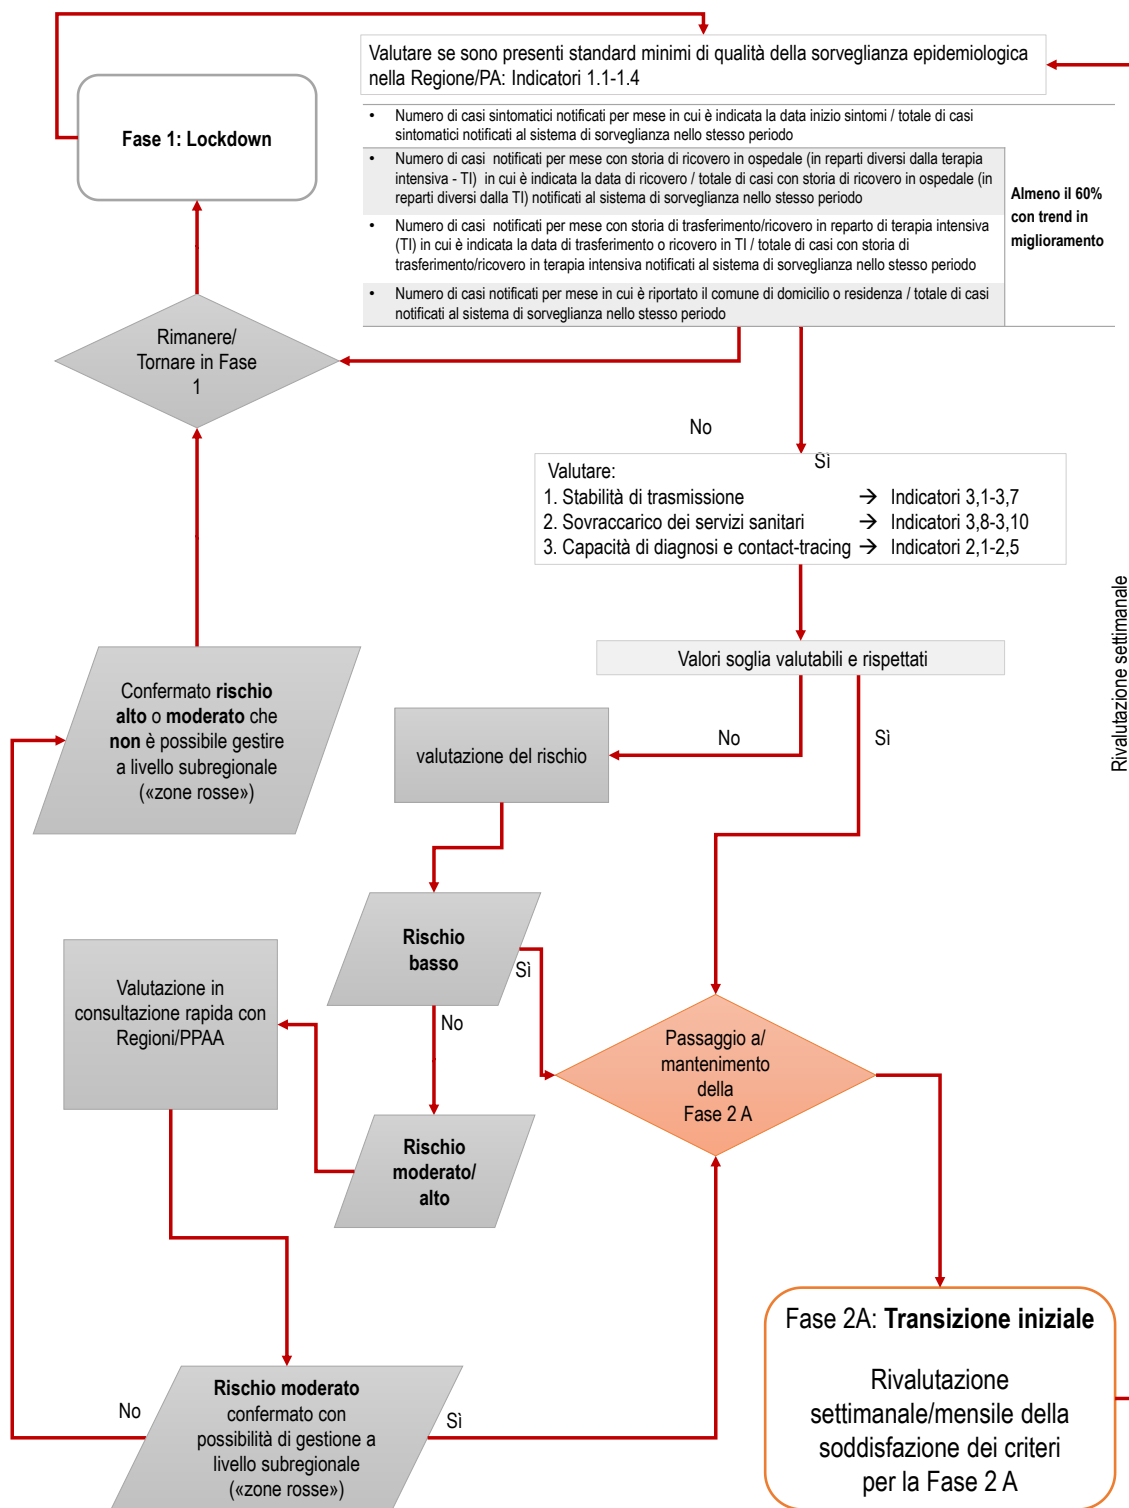 Valutare se sono presenti standard minimi di qualità della sorveglianza epidemiologica
nella Regione/PA: Indicatori 1.1-1.4
Fase 1: Lockdown
• Numero di casi sintomatici notificati per mese in cui è indicata la data inizio sintomi / totale di casi
sintomatici notificati al sistema di sorveglianza nello stesso periodo
• Numero di casi notificati per mese con storia di ricovero in ospedale (in reparti diversi dalla terapia
intensiva - TI) in cui è indicata la data di ricovero / totale di casi con storia di ricovero in ospedale (in
reparti diversi dalla TI) notificati al sistema di sorveglianza nello stesso periodo
• Numero di casi notificati per mese con storia di trasferimento/ricovero in reparto di terapia intensiva
(TI) in cui è indicata la data di trasferimento o ricovero in TI / totale di casi con storia di
trasferimento/ricovero in terapia intensiva notificati al sistema di sorveglianza nello stesso periodo
• Numero di casi notificati per mese in cui è riportato il comune di domicilio o residenza / totale di casi
notificati al sistema di sorveglianza nello stesso periodo
Almeno il 60%
con trend in
miglioramento
Rimanere/
Tornare in Fase
1
No
Sì
Valutare:
1. Stabilità di trasmissione → Indicatori 3,1-3,7
2. Sovraccarico dei servizi sanitari → Indicatori 3,8-3,10
3. Capacità di diagnosi e contact-tracing → Indicatori 2,1-2,5
Rivalutazione settimanale
Valori soglia valutabili e rispettati
No
Sì
Confermato rischio
alto o moderato che
non è possibile gestire
a livello subregionale
(«zone rosse»)
valutazione del rischio
Rischio
basso
Sì
No
Valutazione in
consultazione rapida con
Regioni/PPAA
Passaggio a/
mantenimento
della
Fase 2 A
Rischio
moderato/
alto
Rischio moderato
confermato con
possibilità di gestione a
livello subregionale
(«zone rosse»)
No
Sì
Fase 2A: Transizione iniziale
Rivalutazione
settimanale/mensile della
soddisfazione dei criteri
per la Fase 2 A